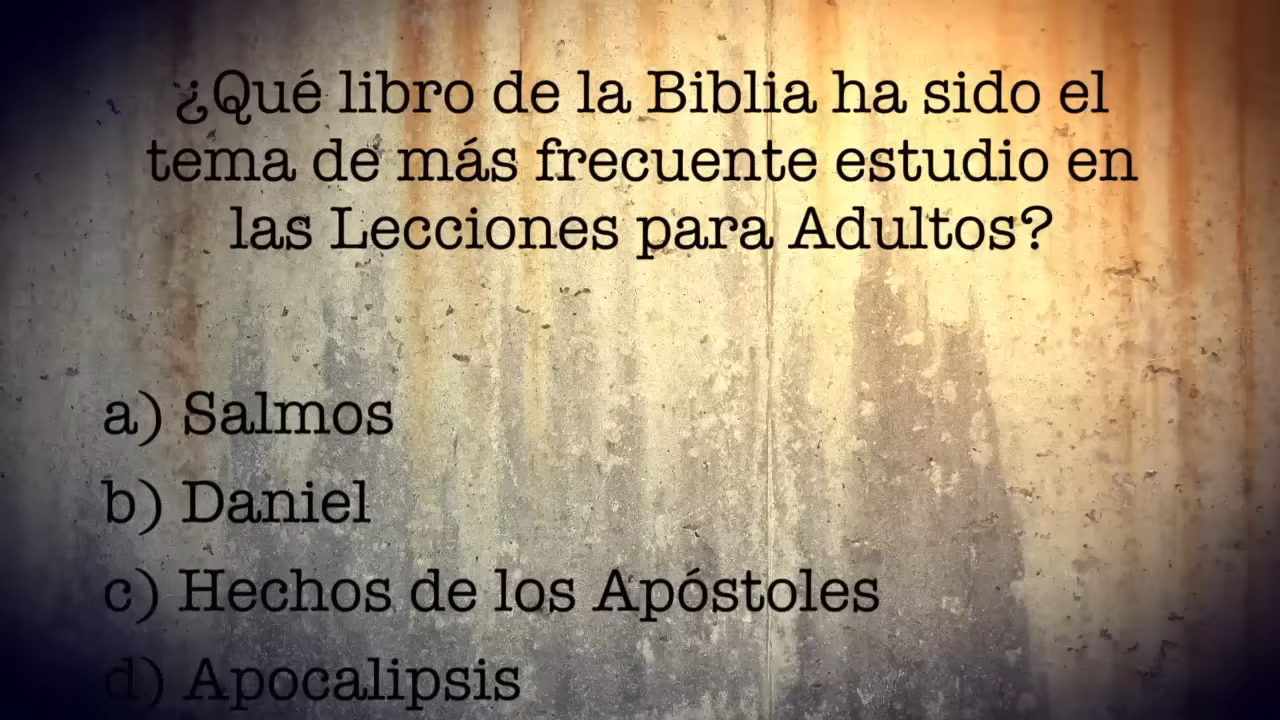 ¿Qué libro de la Biblia ha sido el
tema de más frecuente estudio en
las Lecciones para Adultos?
a) Salmos
b) Daniel
c) Hechos de los Apóstoles
d) Apocalipsis